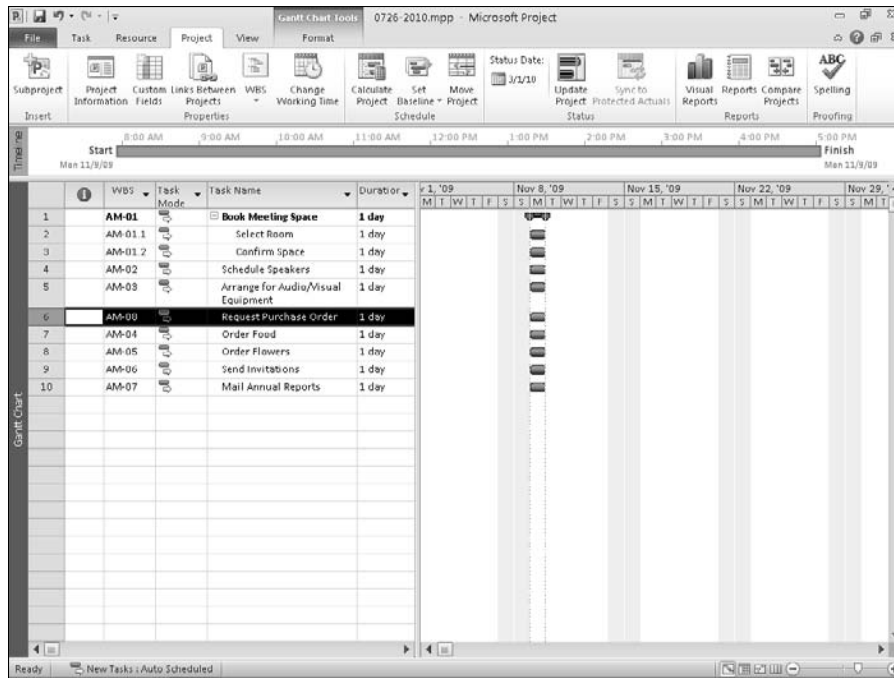 Gantt Chart Tools
0726-2010.mpp - Microsoft Project
File Task Resource Project View Format
Subproject
Project Information
Custom Fields
Links Between Projects
WBS
Change Working Time
Calculate Project
Set Baseline
Move Project
Status Date:
3/1/10
Update Project
Sync to Protected Actuals
Visual Reports
Reports
Compare Projects
ABC
Spelling
Insert Properties Schedule Status Reports Proofing
Timeline
8:00 AM 9:00 AM 10:00 AM 11:00 AM 12:00 PM 1:00 PM 2:00 PM 3:00 PM 4:00 PM 5:00 PM
Start
Mon 11/9/09
Finish
Mon 11/9/09
WBS Task Mode Task Name Duration
1, '09 Nov 8, '09 Nov 15, '09 Nov 22, '09 Nov 29, '
M T W T F S S M T W T F S S M T W T F S S M T W T F S S M T
1 AM-01 Book Meeting Space 1 day
2 AM-01.1 Select Room 1 day
3 AM-01.2 Confirm Space 1 day
4 AM-02 Schedule Speakers 1 day
5 AM-03 Arrange for Audio/Visual Equipment 1 day
6 AM-08 Request Purchase Order 1 day
7 AM-04 Order Food 1 day
8 AM-05 Order Flowers 1 day
9 AM-06 Send Invitations 1 day
10 AM-07 Mail Annual Reports 1 day
Gantt Chart
Ready New Tasks : Auto Scheduled